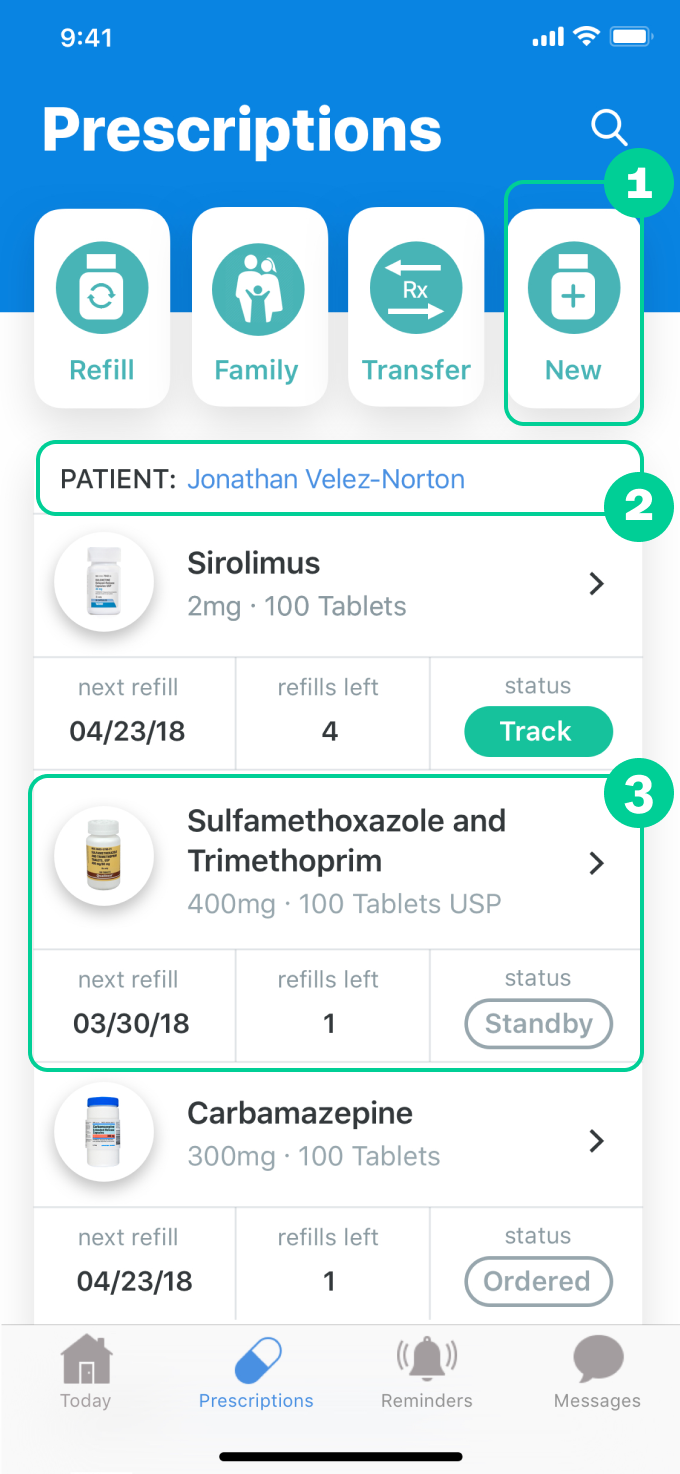 9:41
Prescriptions
1
Rx
Refill
Family
Transfer
New
PATIENT: Jonathan Velez-Norton
2
Sirolimus
2mg · 100 Tablets
next refill
refills left
status
04/23/18
4
Track
3
Sulfamethoxazole and
Trimethoprim
400mg · 100 Tablets USP
next refill
refills left
status
03/30/18
1
Standby
Carbamazepine
300mg · 100 Tablets
next refill
refills left
status
04/23/18
1
Ordered
Today
Prescriptions
Reminders
Messages